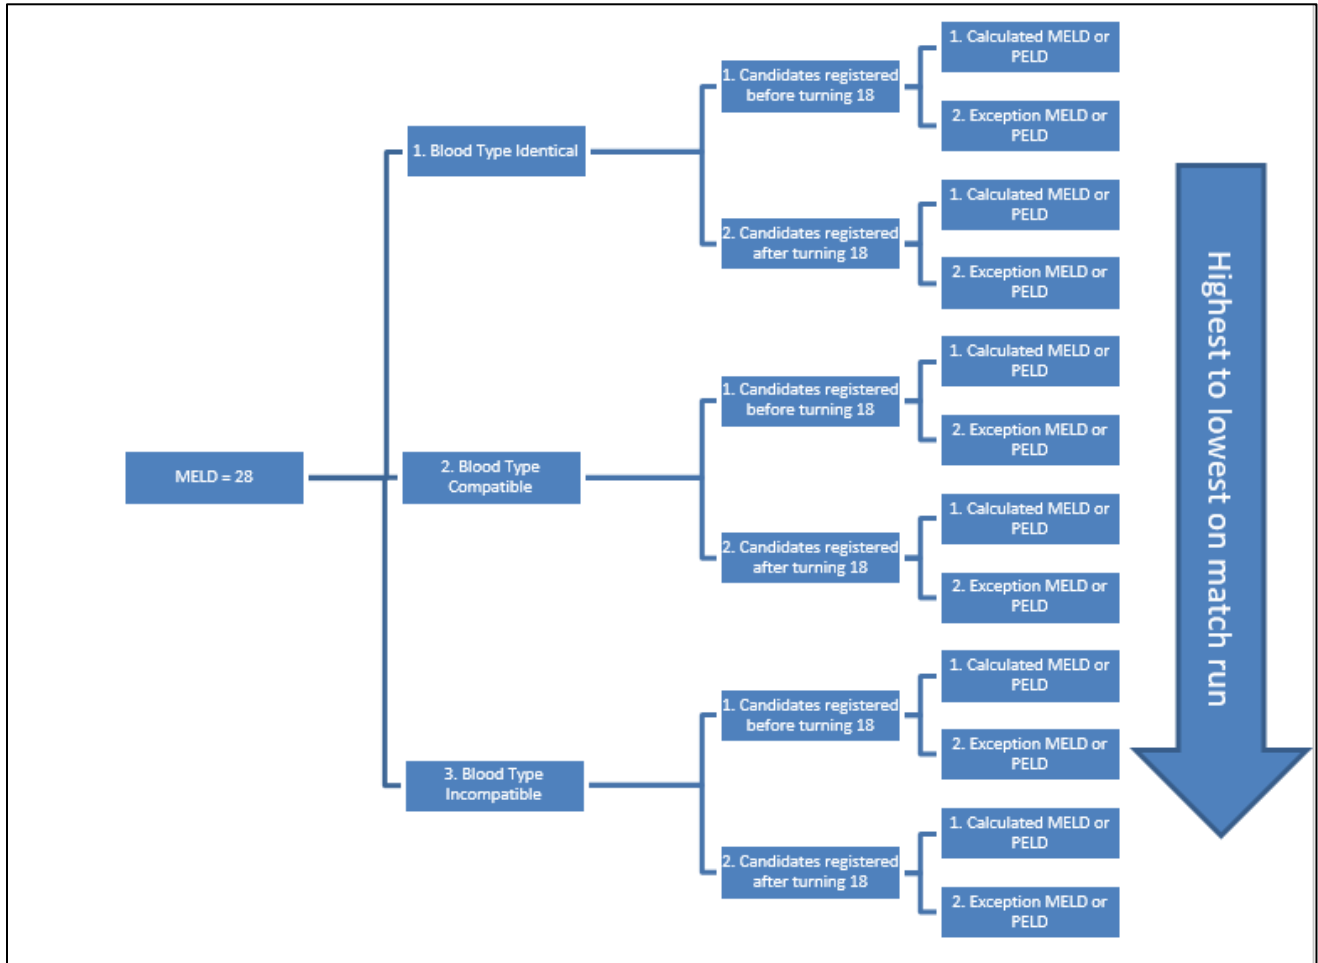 MELD = 28
1. Blood Type Identical
1. Candidates registered
before turning 18
1. Calculated MELD or
PELD
2. Exception MELD or
PELD
2. Candidates registered
after turning 18
1. Calculated MELD or
PELD
2. Exception MELD or
PELD
2. Blood Type
Compatible
1. Candidates registered
before turning 18
1. Calculated MELD or
PELD
2. Exception MELD or
PELD
2. Candidates registered
after turning 18
1. Calculated MELD or
PELD
2. Exception MELD or
PELD
3. Blood Type
Incompatible
1. Candidates registered
before turning 18
1. Calculated MELD or
PELD
2. Exception MELD or
PELD
2. Candidates registered
after turning 18
1. Calculated MELD or
PELD
2. Exception MELD or
PELD
Highest to lowest on match run